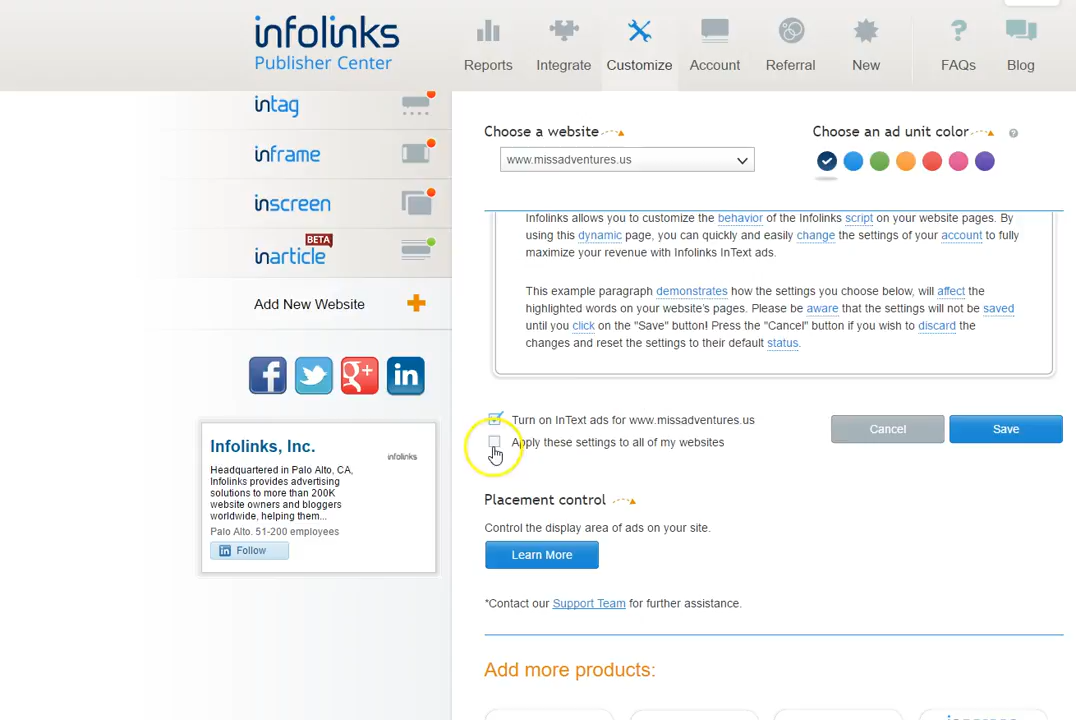 infolinks
Publisher Center
Reports
Integrate
Customize
Account
Referral
New
FAQs
Blog
intag
inframe
inscreen
BETA
inarticle
Add New Website
Infolinks, Inc.
infolinks
Headquartered in Palo Alto, CA,
Infolinks provides advertising
solutions to more than 200K
website owners and bloggers
worldwide, helping them...
Palo Alto. 51-200 employees
in Follow
Choose a website
www.missadventures.us
Choose an ad unit color
?
Infolinks allows you to customize the behavior of the Infolinks script on your website pages. By
using this dynamic page, you can quickly and easily change the settings of your account to fully
maximize your revenue with Infolinks InText ads.
This example paragraph demonstrates how the settings you choose below, will affect the
highlighted words on your website's pages. Please be aware that the settings will not be saved
until you click on the "Save" button! Press the "Cancel" button if you wish to discard the
changes and reset the settings to their default status.
Turn on InText ads for www.missadventures.us
Apply these settings to all of my websites
Cancel
Save
Placement control
Control the display area of ads on your site.
Learn More
*Contact our Support Team for further assistance.
Add more products: